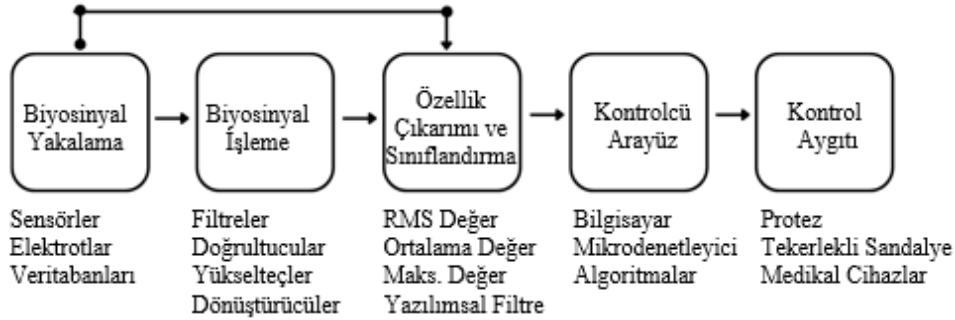 Biyosinyal
Yakalama
Biyosinyal
İşleme
Özellik
Çıkarımı ve
Sınıflandırma
Kontrolcü
Arayüz
Kontrol
Aygıtı
Sensörler
Elektrotlar
Veritabanları
Filtreler
Doğrultucular
Yükselteçler
Dönüştürücüler
RMS Değer
Ortalama Değer
Maks. Değer
Yazılımsal Filtre
Bilgisayar
Mikrodenetleyici
Algoritmalar
Protez
Tekerlekli Sandalye
Medikal Cihazlar